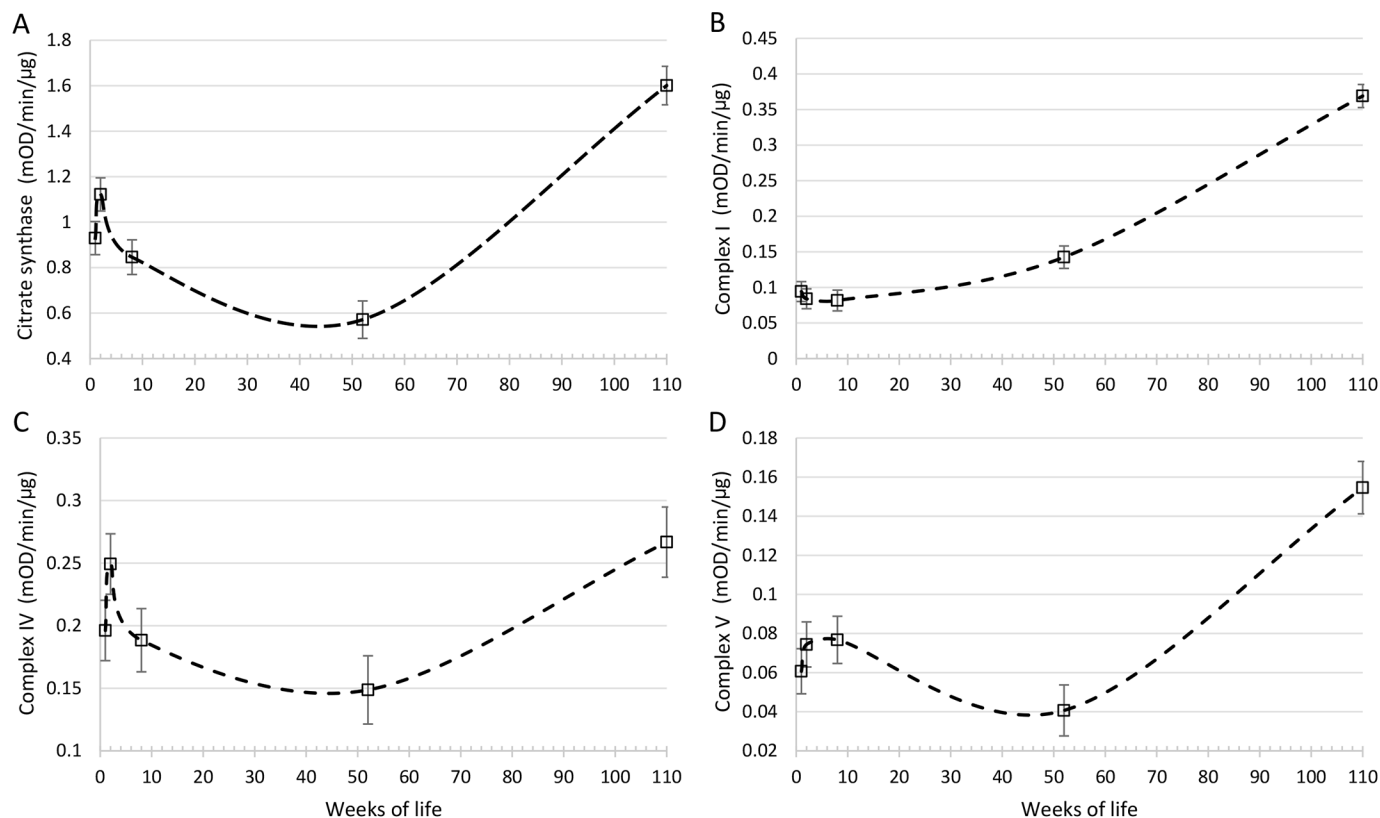 A
Citrate synthase (mOD/min/µg)
1.8
1.6
1.4
1.2
1
0.8
0.6
0.4
0 10 20 30 40 50 60 70 80 90 100 110
B
Complex I (mOD/min/µg)
0.45
0.4
0.35
0.3
0.25
0.2
0.15
0.1
0.05
0
0 10 20 30 40 50 60 70 80 90 100 110
C
Complex IV (mOD/min/µg)
0.35
0.3
0.25
0.2
0.15
0.1
0 10 20 30 40 50 60 70 80 90 100 110
Weeks of life
D
Complex V (mOD/min/µg)
0.18
0.16
0.14
0.12
0.1
0.08
0.06
0.04
0.02
0 10 20 30 40 50 60 70 80 90 100 110
Weeks of life